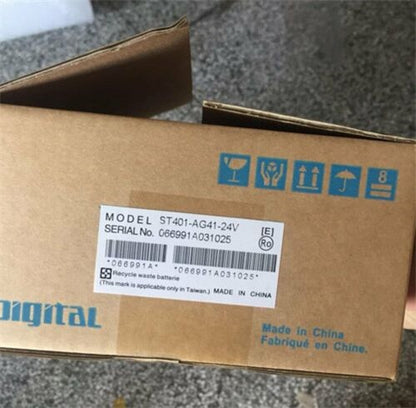 8
MODEL ST401-AG41-24V
SERIAL No. 066991A031025
[E]
Ro
*066991A* *066991A031025*
Recycle waste batterie
(This mark is applicable only in Taiwan.) MADE IN CHINA
Digital
Made in China
Fabriqué en Chine.